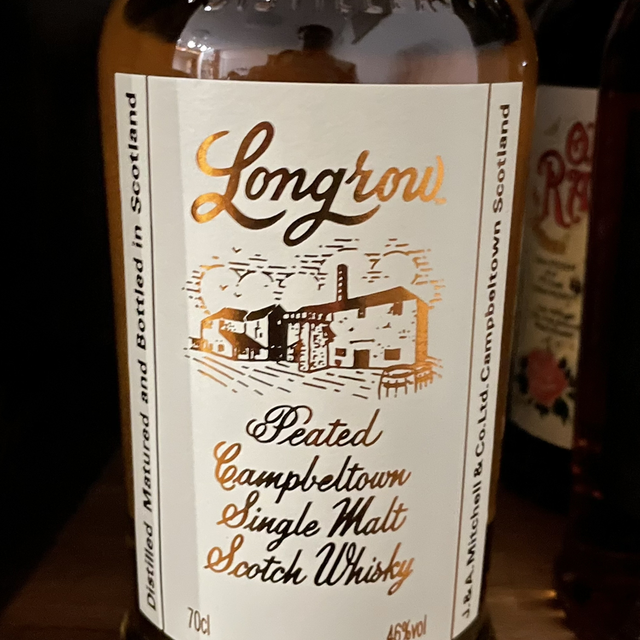 Longrow
Peated
Campbeltown
Single Malt
Scotch Whisky
70cl
46%vol
Distilled Matured and Bottled in Scotland
J.&A.Mitchell & Co.Ltd.Campbeltown Scotland